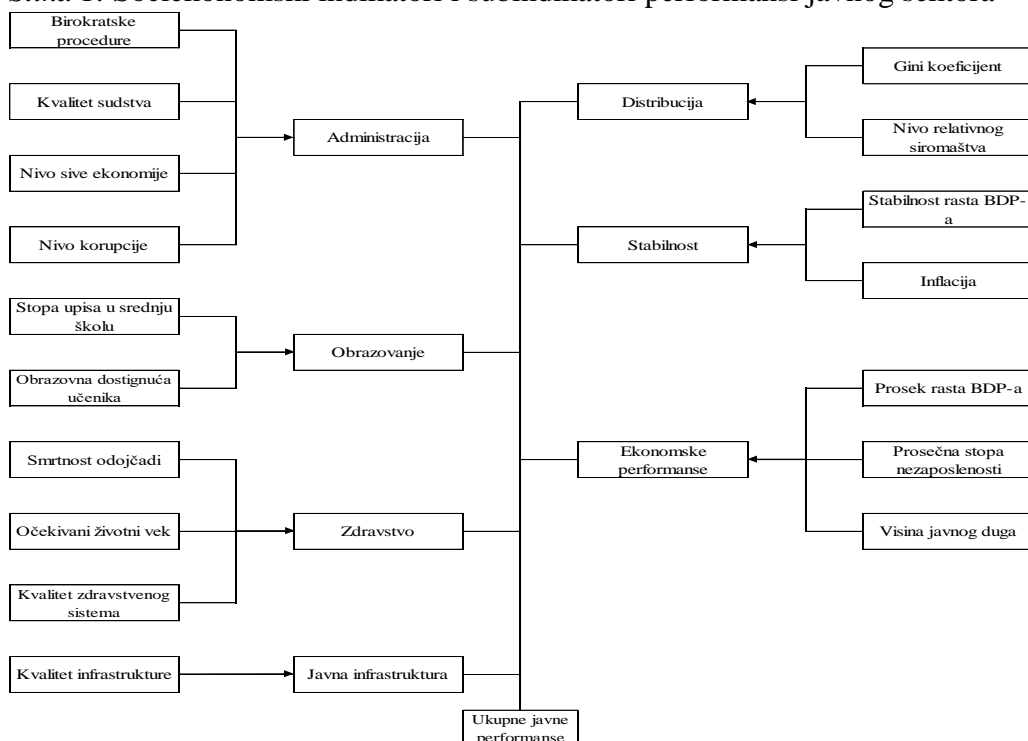 Slika 1. indikatori i subindikatori performansi javnog sektora
Birokratske
procedure
Kvalitet sudstva
Nivo sive ekonomije
Nivo korupcije
Administracija
Stopa upisa u srednju
školu
Obrazovna dostignuća
učenika
Obrazovanje
Smrtnost odojčadi
Očekivani životni vek
Kvalitet zdravstvenog
sistema
Zdravstvo
Kvalitet infrastrukture
Javna infrastruktura
Distribucija
Gini koeficijent
Nivo relativnog
siromaštva
Stabilnost
Stabilnost rasta BDP-
a
Inflacija
Ekonomske
performanse
Prosek rasta BDP-a
Prosečna stopa
nezaposlenosti
Visina javnog duga
Ukupne javne
performanse